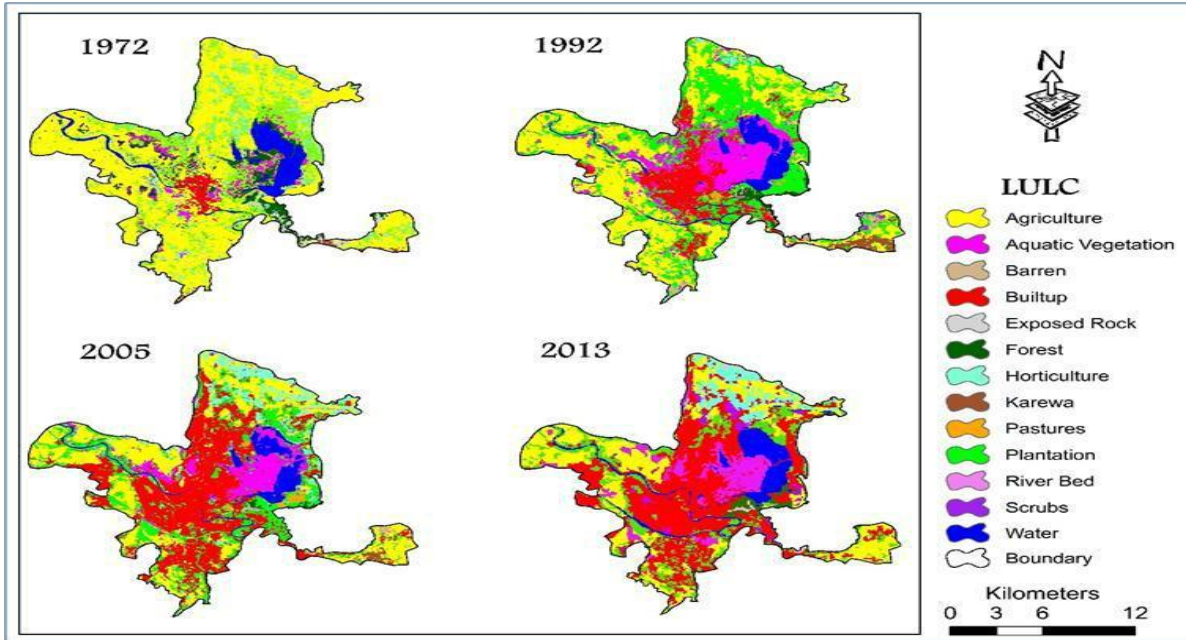 1972
1992
2005
2013
N
LULC
Agriculture
Aquatic Vegetation
Barren
Builtup
Exposed Rock
Forest
Horticulture
Karewa
Pastures
Plantation
River Bed
Scrubs
Water
Boundary
Kilometers
0 3 6 12